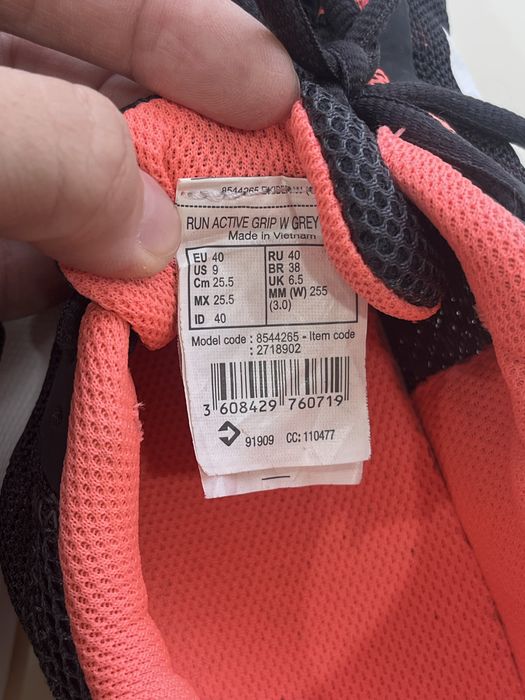 8544265
RUN ACTIVE GRIP W GREY
Made in Vietnam
EU 40
US 9
Cm 25.5
MX 25.5
ID 40
RU 40
BR 38
UK 6.5
MM (W) 255
(3.0)
Model code : 8544265 - Item code
: 2718902
3 608429 760719
91909 CC: 110477